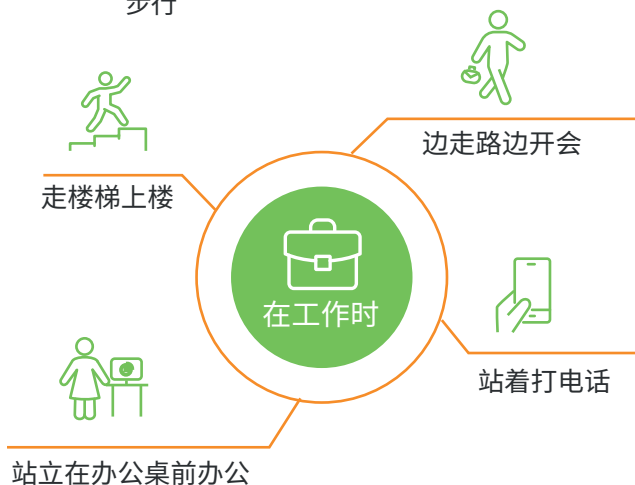 步行
边走路边开会
走楼梯上楼
在工作时
站着打电话
站立在办公桌前办公